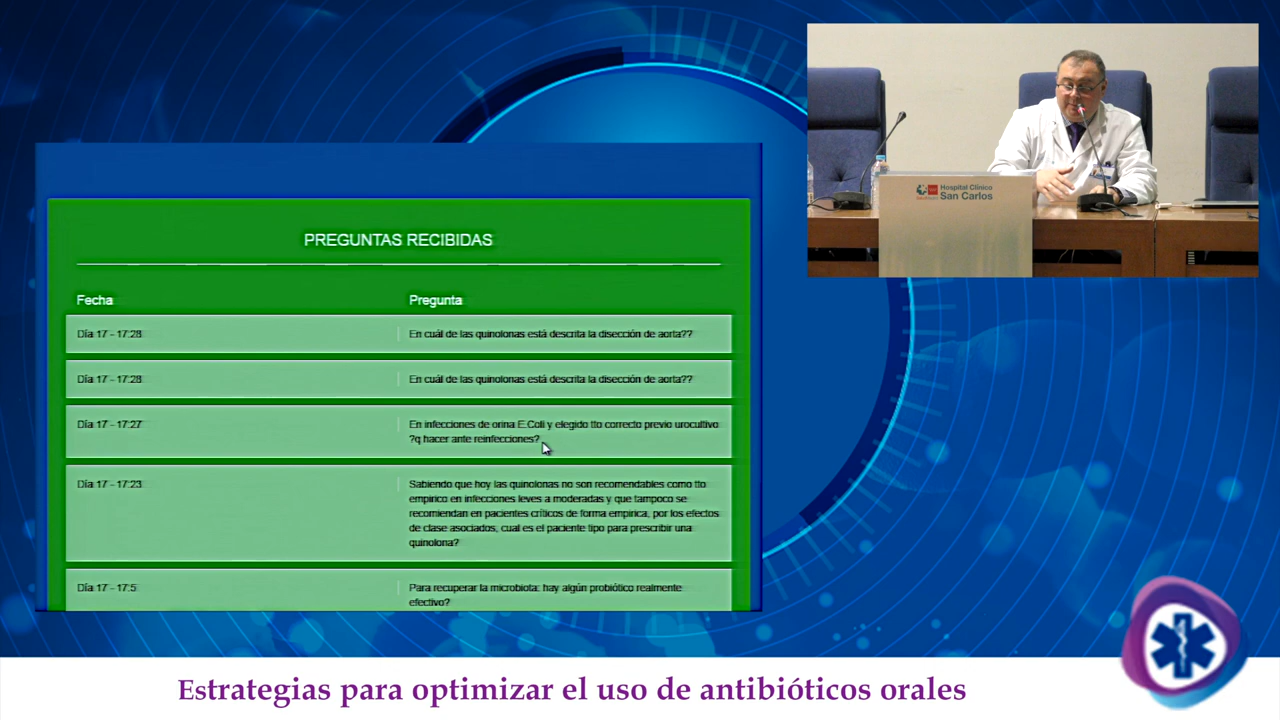 Hospital Clínico
San Carlos
PREGUNTAS RECIBIDAS
Fecha
Pregunta
Día 17 - 17:28
En cuál de las quinolonas está descrita la disección de aorta??
Día 17 - 17:28
En cuál de las quinolonas está descrita la disección de aorta??
Día 17 - 17:27
En infecciones de orina E.Coli y elegido tto correcto previo urocultivo
?q hacer ante reinfecciones?
Día 17 - 17:23
Sabiendo que hoy las quinolonas no son recomendables como tto
empirico en infecciones leves a moderadas y que tampoco se
recomiendan en pacientes críticos de forma empirica, por los efectos
de clase asociados, cual es el paciente tipo para prescribir una
quinolona?
Día 17 - 17:5
Para recuperar la microbiota: hay algún probiótico realmente
efectivo?
Estrategias para optimizar el uso de antibióticos orales